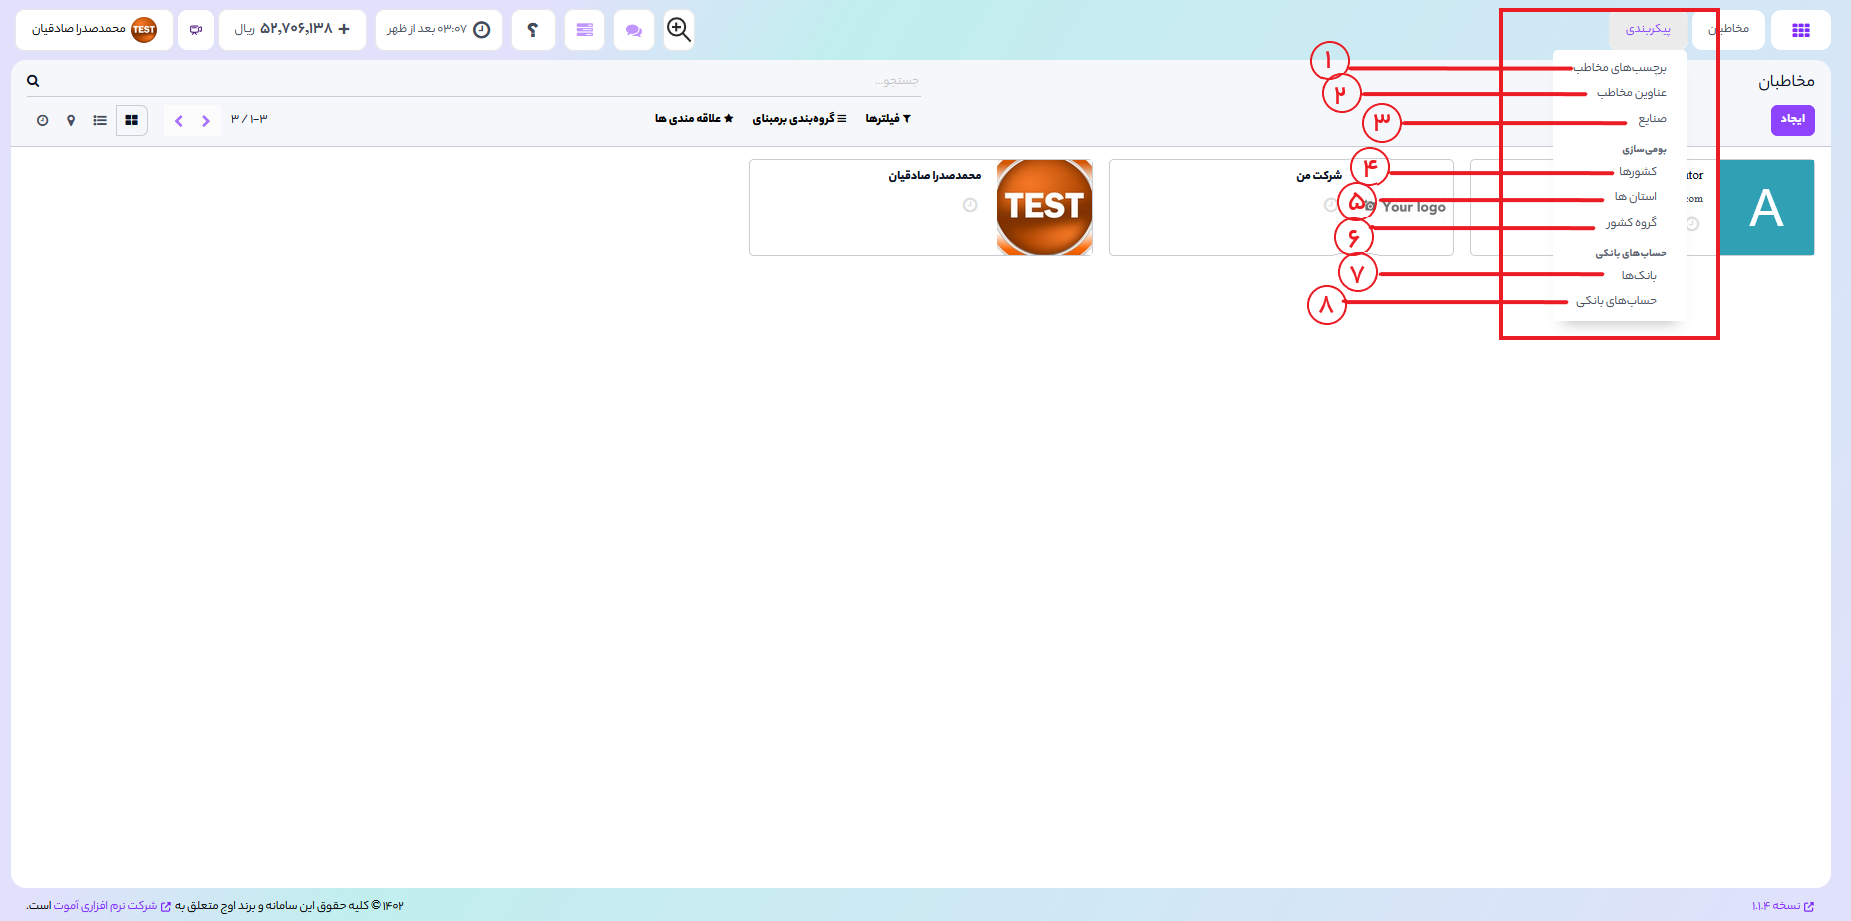 مخاطبان
پیکربندی
۰۳:۰۷ بعد از ظهر
+ ۵۲,۷۰۶,۱۳۸ ریال
TEST محمدصدرا صادقیان
مخاطبان
جستجو...
ایجاد
فیلترها
گروه‌بندی برمبنای
علاقه مندی ها
۱-۳ / ۳
برچسب‌های مخاطب
۱
عناوین مخاطب
۲
صنایع
۳
بومی‌سازی
کشورها
۴
استان ها
۵
گروه کشور
۶
حساب‌های بانکی
بانک‌ها
۷
حساب‌های بانکی
۸
A
tor
com
شرکت من
Your logo
محمدصدرا صادقیان
TEST
نسخه ۱.۱.۴
۱۴۰۲ © کلیه حقوق این سامانه و برند اوج متعلق به شرکت نرم افزاری آموت است.